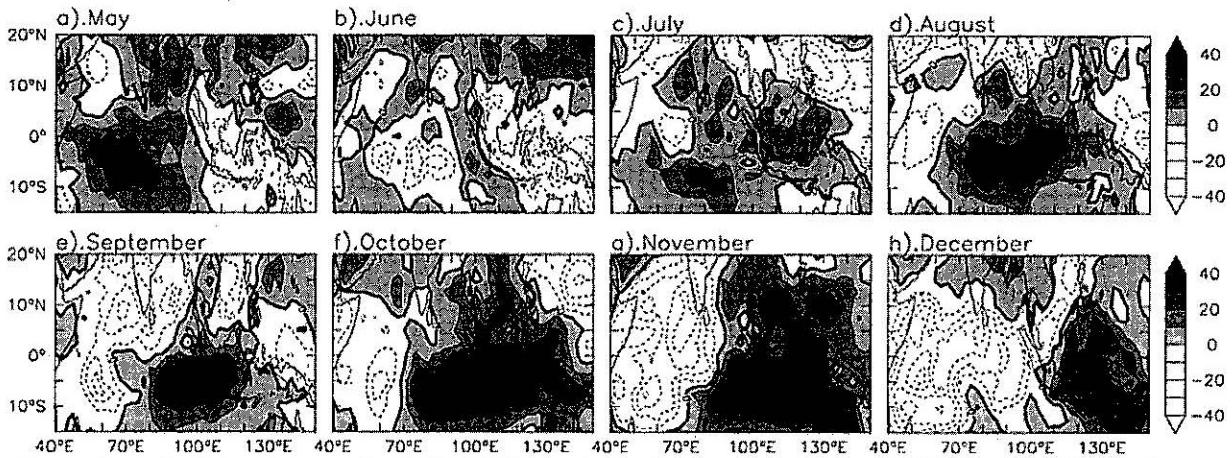 a).May
b).June
c).July
d).August
20°N
10°N
0°
10°S
40
20
0
−20
−40
e).September
f).October
g).November
h).December
20°N
10°N
0°
10°S
40
20
0
−20
−40
40°E 70°E 100°E 130°E
40°E 70°E 100°E 130°E
40°E 70°E 100°E 130°E
40°E 70°E 100°E 130°E